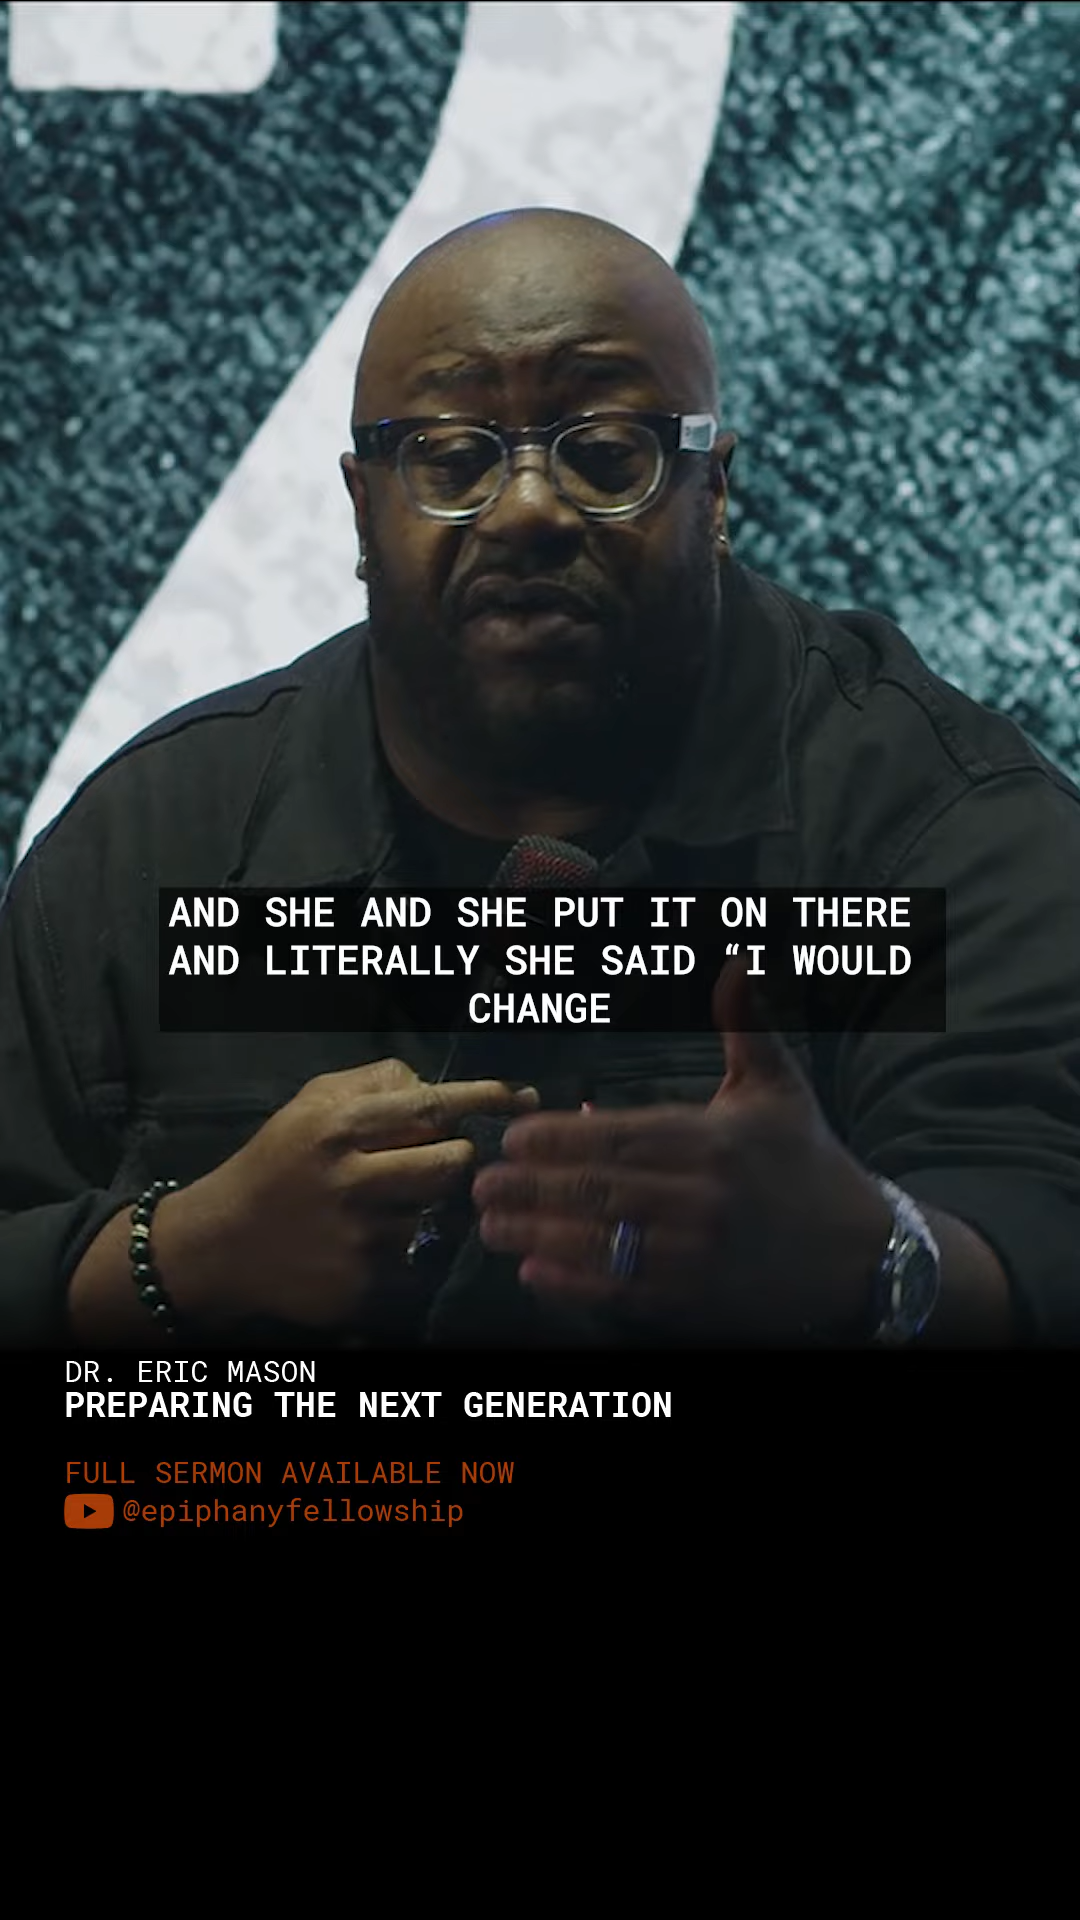 AND SHE AND SHE PUT IT ON THERE
AND LITERALLY SHE SAID “I WOULD
CHANGE
DR. ERIC MASON
PREPARING THE NEXT GENERATION
FULL SERMON AVAILABLE NOW
@epiphanyfellowship